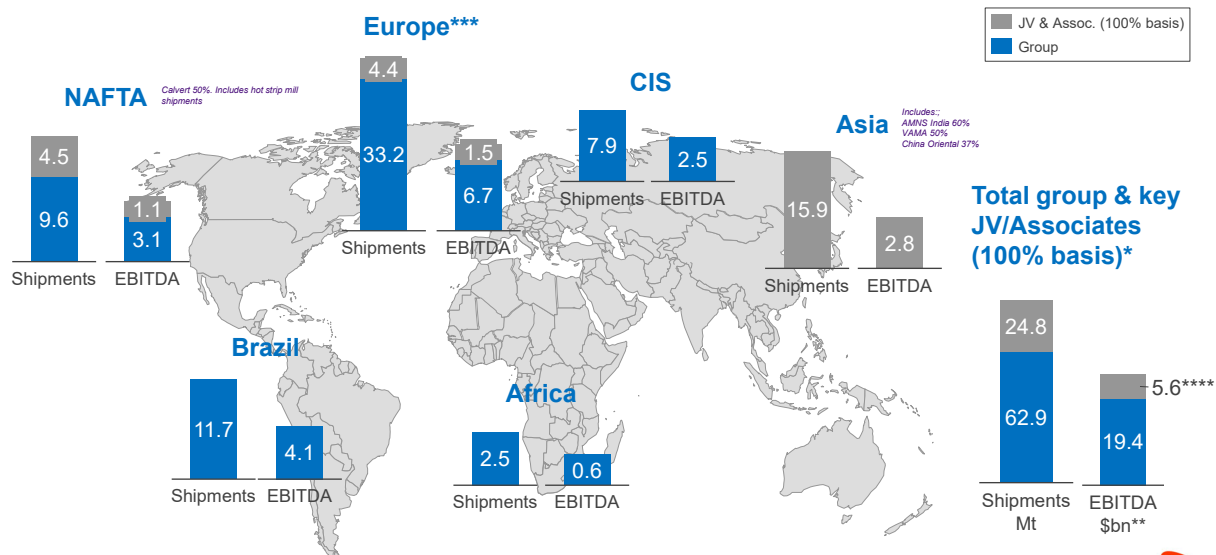 JV & Assoc. (100% basis)
Group
Europe***
4.4
33.2
Shipments
1.5
6.7
EBITDA
NAFTA
Calvert 50%. Includes hot strip mill
shipments
4.5
9.6
Shipments
1.1
3.1
EBITDA
CIS
7.9
Shipments
2.5
EBITDA
Asia
Includes:;
AMNS India 60%
VAMA 50%
China Oriental 37%
15.9
Shipments
2.8
EBITDA
Brazil
11.7
Shipments
4.1
EBITDA
Africa
2.5
Shipments
0.6
EBITDA
Total group & key
JV/Associates
(100% basis)*
24.8
62.9
Shipments
Mt
5.6****
19.4
EBITDA
$bn**